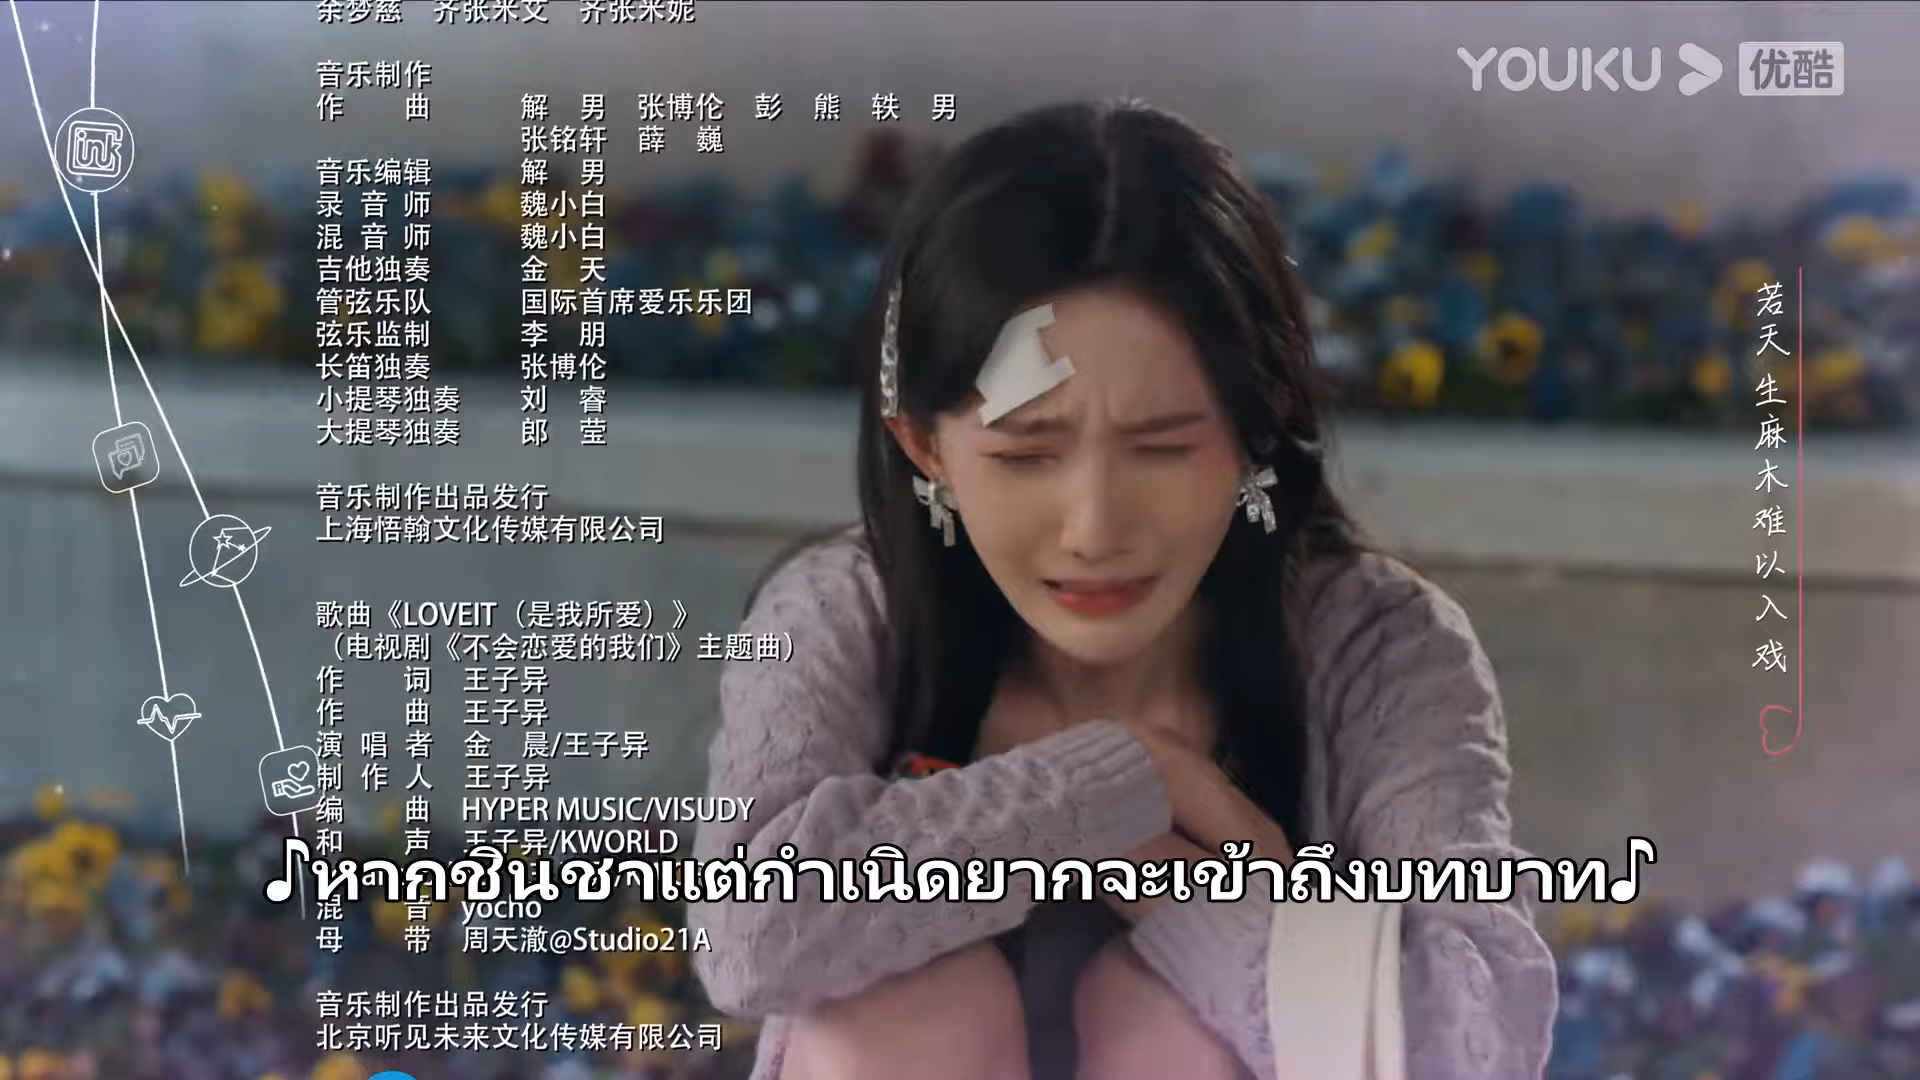 余梦慈 齐张米文 齐张米妮
YOUKU 优酷
音乐制作
作 曲 解 男 张博伦 彭 熊 轶 男
张铭轩 薛 巍
音乐编辑 解 男
录 音 师 魏小白
混 音 师 魏小白
吉他独奏 金 天
管弦乐队 国际首席爱乐乐团
弦乐监制 李 朋
长笛独奏 张博伦
小提琴独奏 刘 睿
大提琴独奏 郎 莹
音乐制作出品发行
上海悟翰文化传媒有限公司
歌曲《LOVEIT（是我所爱）》
（电视剧《不会恋爱的我们》主题曲）
作 词 王子异
作 曲 王子异
演 唱 者 金 晨/王子异
制 作 人 王子异
编 曲 HYPER MUSIC/VISUDY
和 声 王子异/KWORLD
♪หากชินชาแต่กำเนิดยากจะเข้าถึงบทบาท♪
混 音 yocho
母 带 周天澈@Studio21A
音乐制作出品发行
北京听见未来文化传媒有限公司
若天生麻木难以入戏
ink